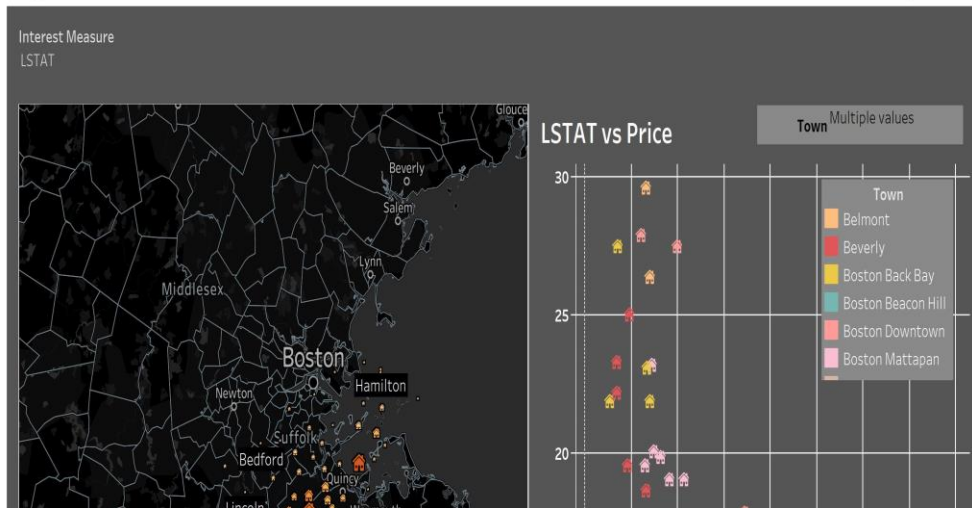 Interest Measure
LSTAT
Glouce
Beverly
Salem
Lynn
Middlesex
Boston
Hamilton
Newton
Suffolk
Bedford
Quincy
Lincoln
LSTAT vs Price
Town Multiple values
30
25
20
Town
Belmont
Beverly
Boston Back Bay
Boston Beacon Hill
Boston Downtown
Boston Mattapan